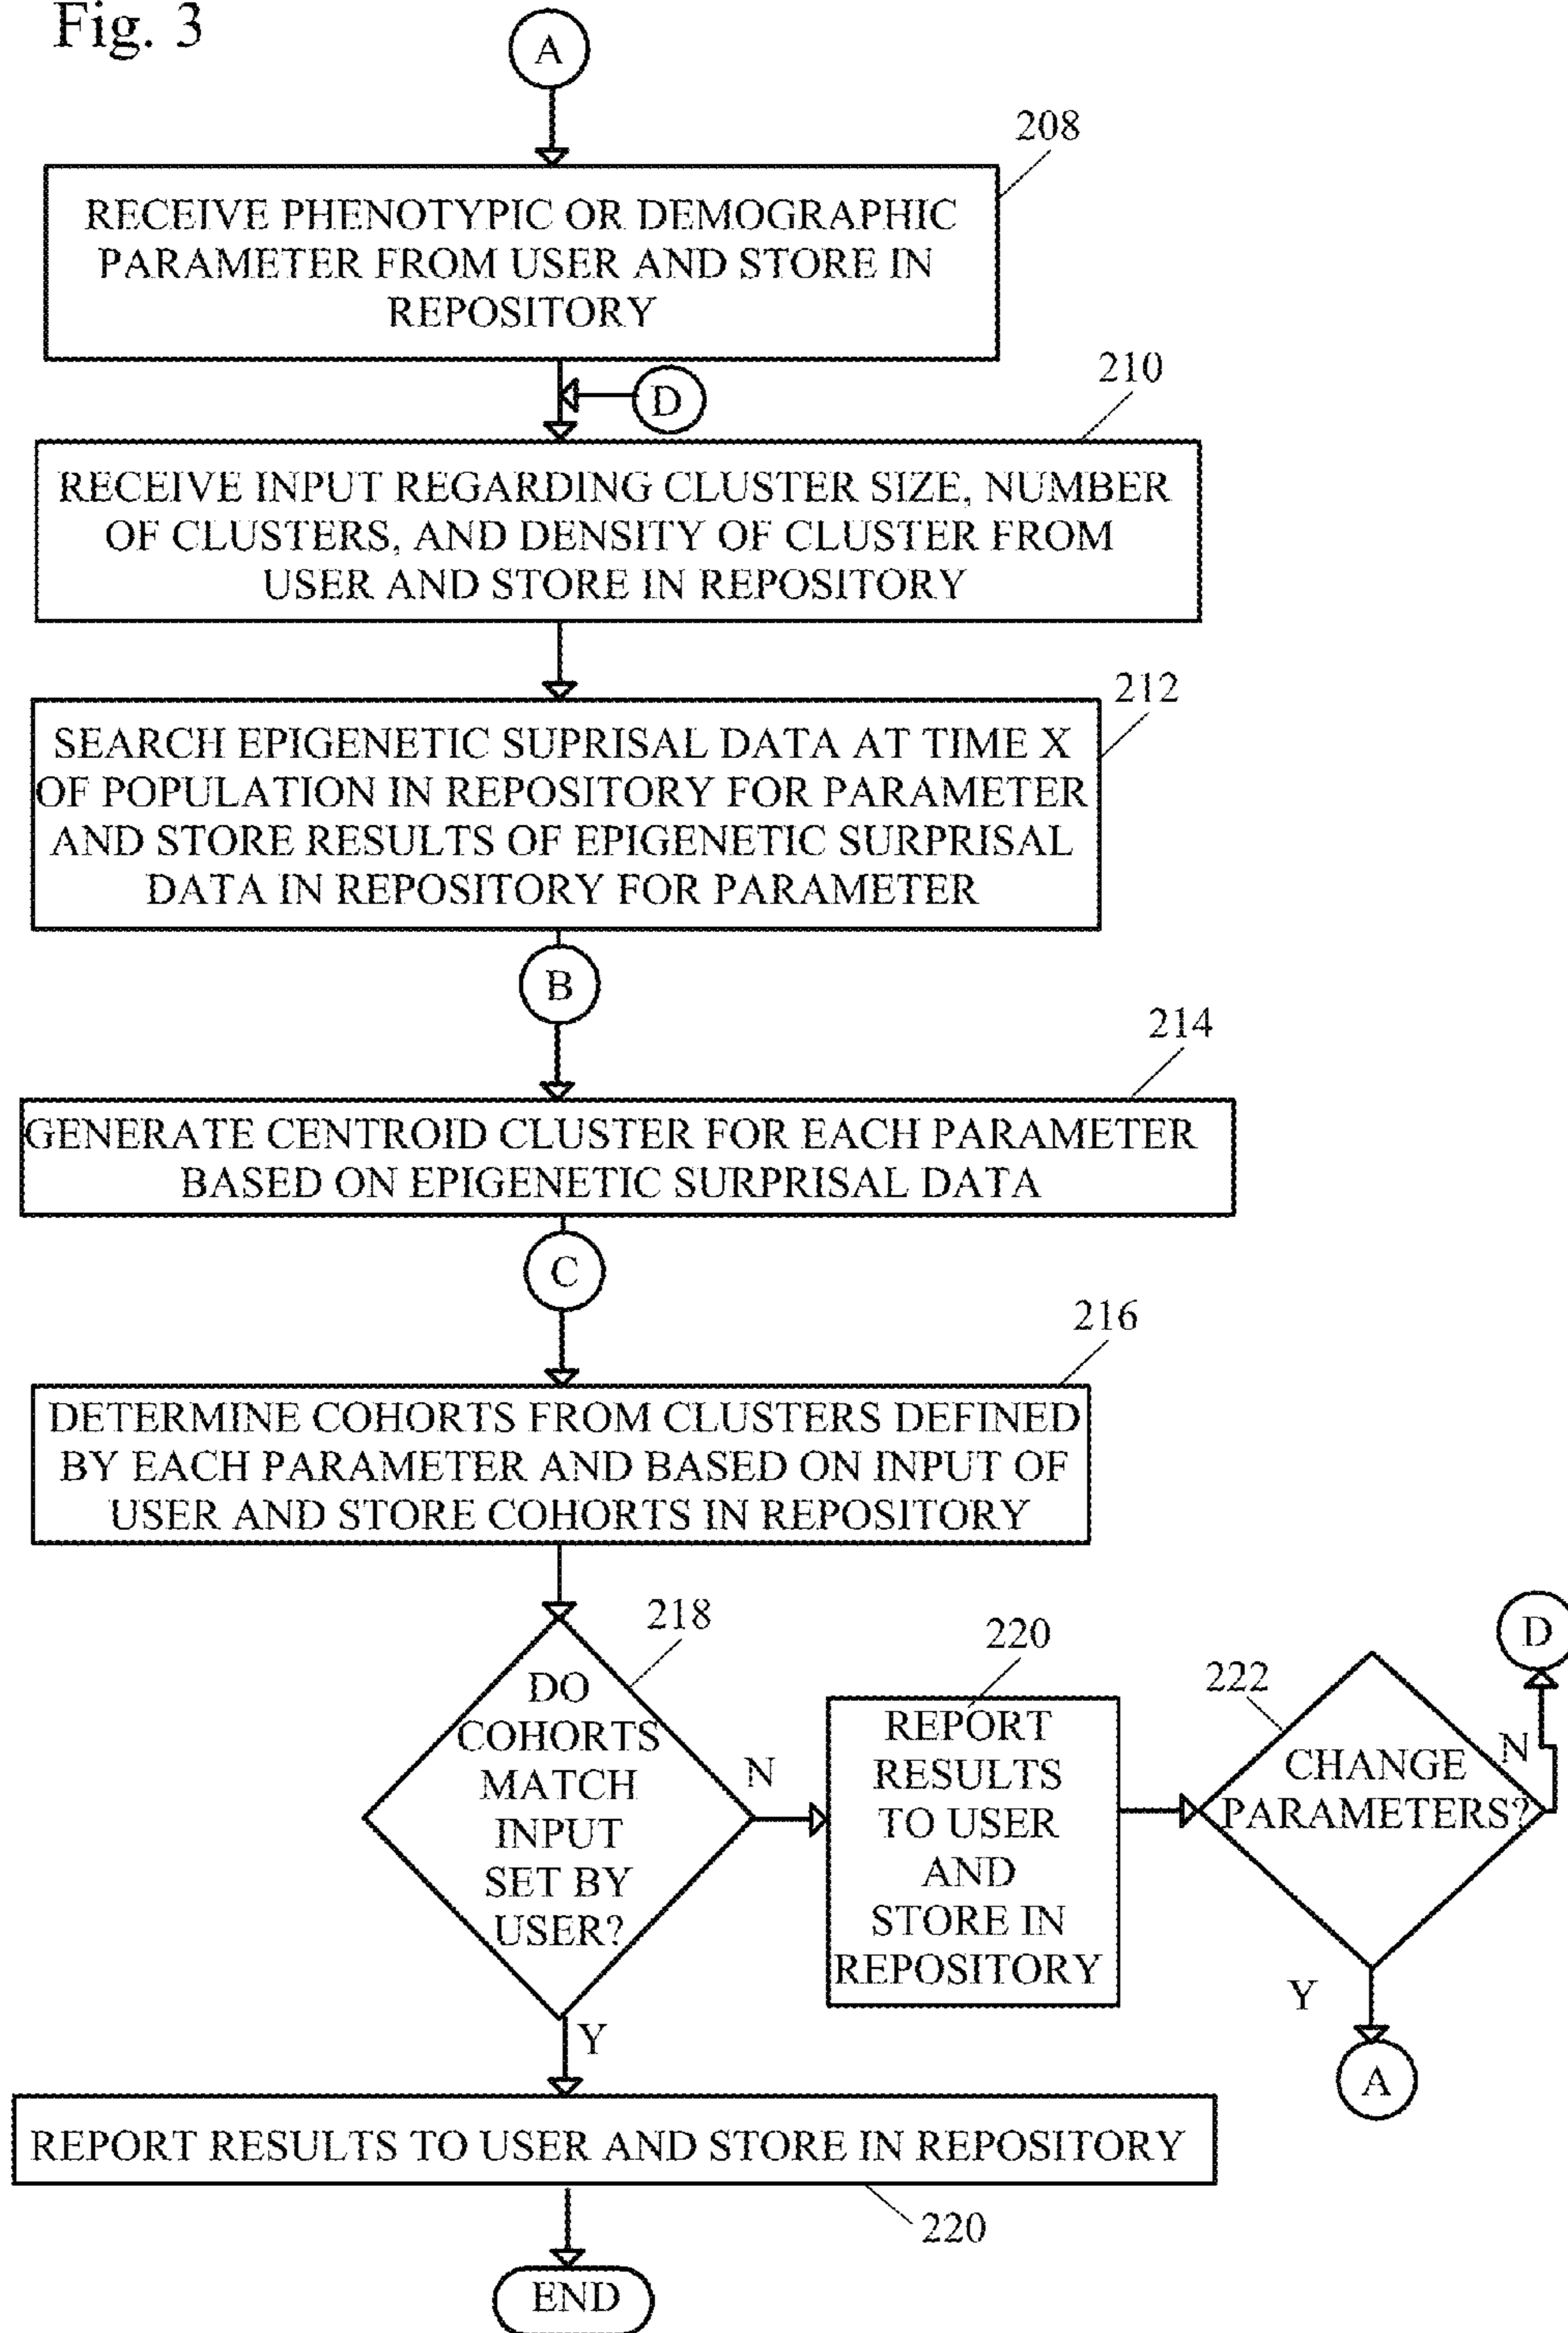 Fig. 3
A
208
RECEIVE PHENOTYPIC OR DEMOGRAPHIC
PARAMETER FROM USER AND STORE IN
REPOSITORY
D
210
RECEIVE INPUT REGARDING CLUSTER SIZE, NUMBER
OF CLUSTERS, AND DENSITY OF CLUSTER FROM
USER AND STORE IN REPOSITORY
212
SEARCH EPIGENETIC SUPRISAL DATA AT TIME X
OF POPULATION IN REPOSITORY FOR PARAMETER
AND STORE RESULTS OF EPIGENETIC SURPRISAL
DATA IN REPOSITORY FOR PARAMETER
B
214
GENERATE CENTROID CLUSTER FOR EACH PARAMETER
BASED ON EPIGENETIC SURPRISAL DATA
C
216
DETERMINE COHORTS FROM CLUSTERS DEFINED
BY EACH PARAMETER AND BASED ON INPUT OF
USER AND STORE COHORTS IN REPOSITORY
218
DO
COHORTS
MATCH
INPUT
SET BY
USER?
N
220
REPORT
RESULTS
TO USER
AND
STORE IN
REPOSITORY
222
CHANGE
PARAMETERS?
N
D
Y
A
Y
REPORT RESULTS TO USER AND STORE IN REPOSITORY
220
END